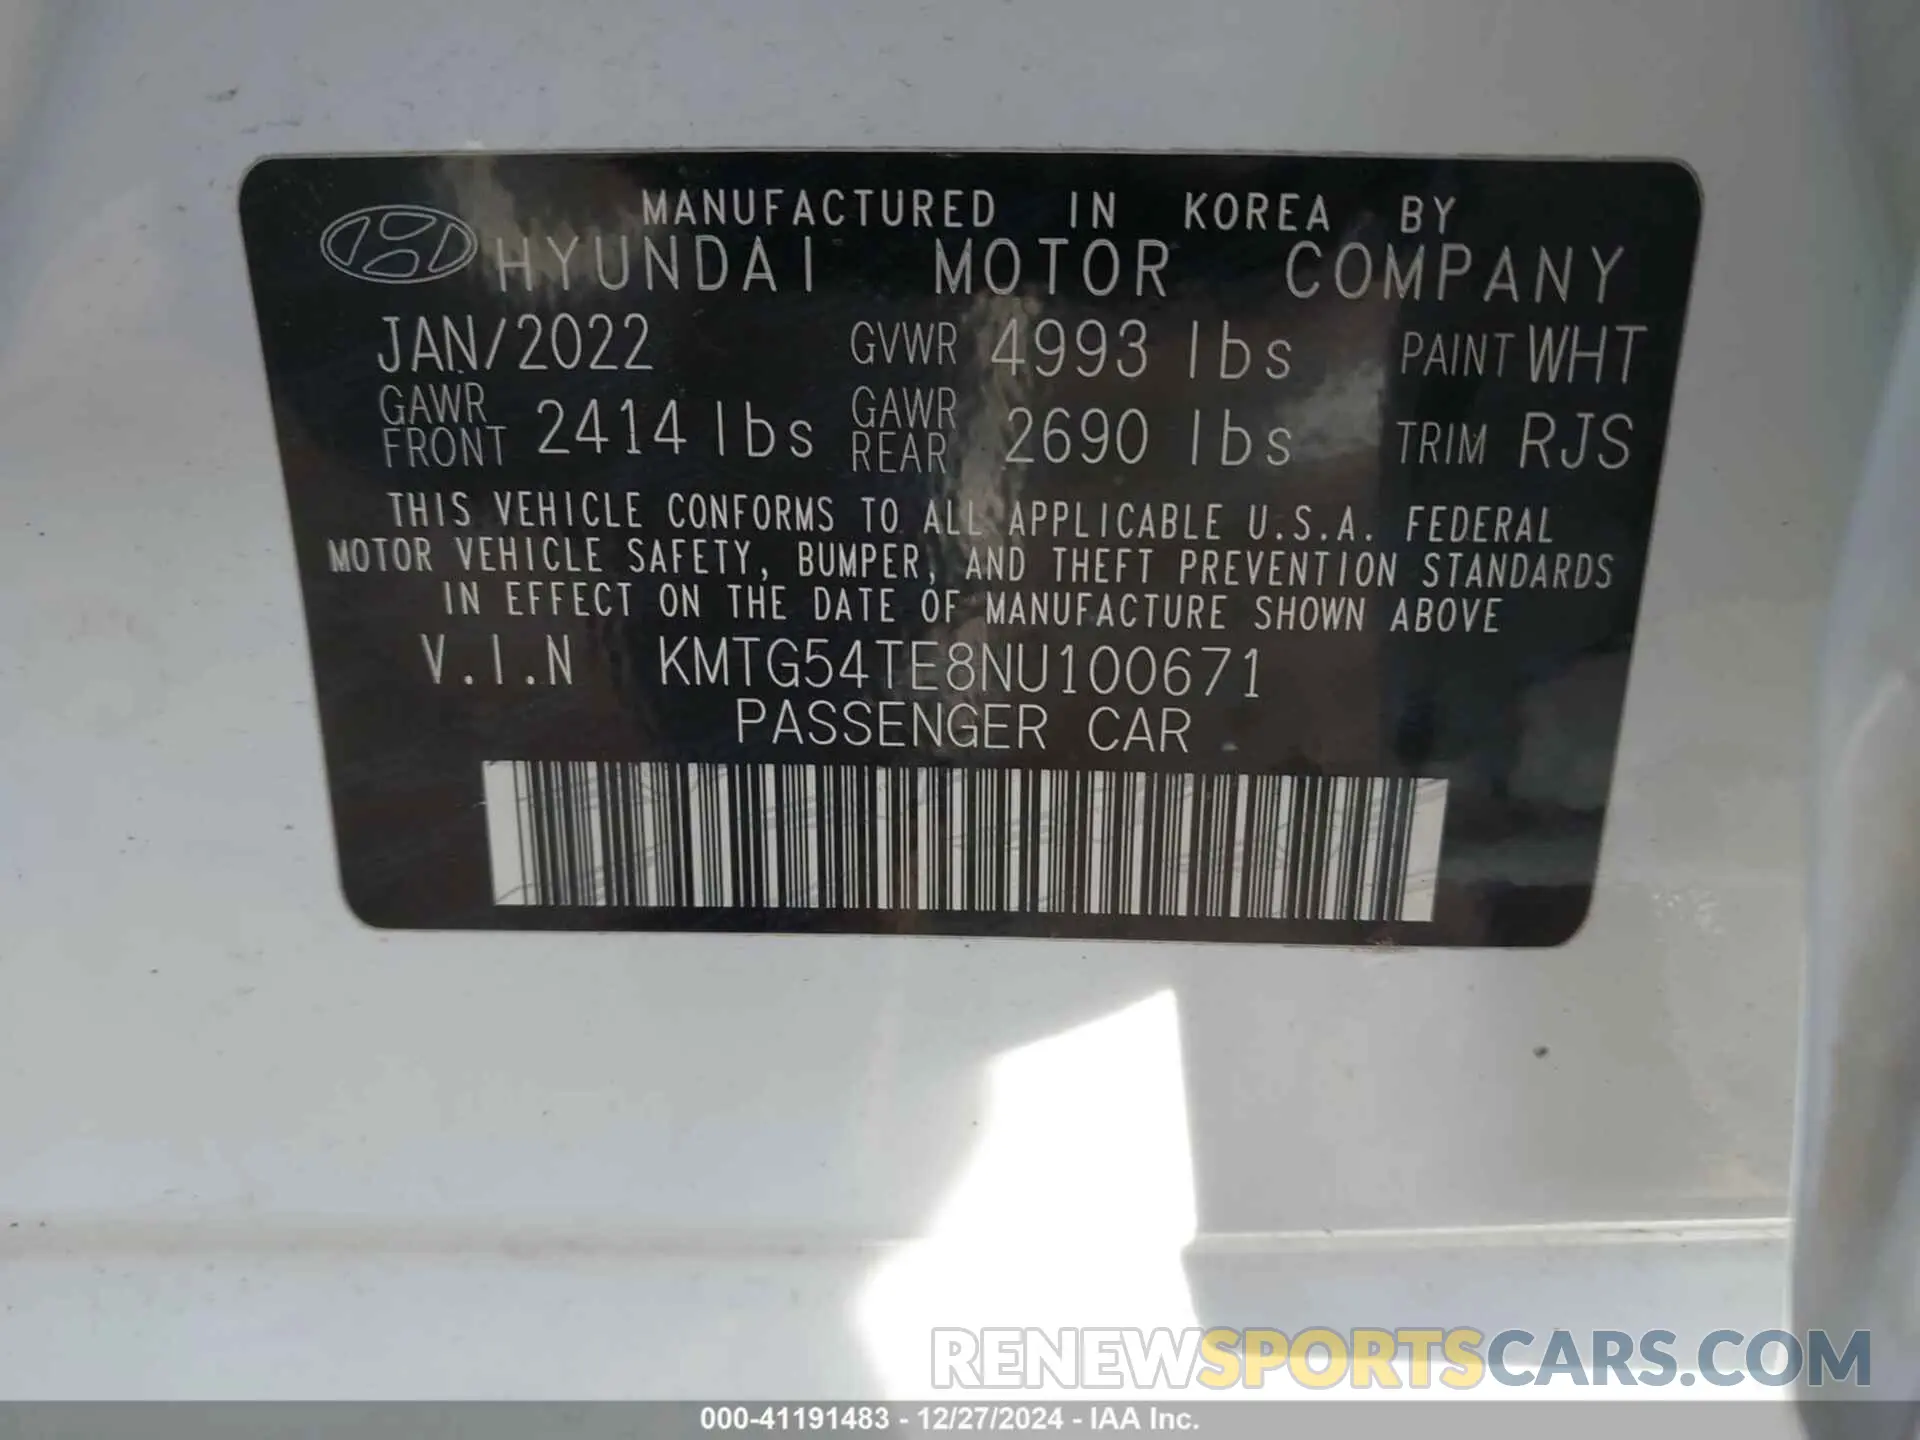 MANUFACTURED IN KOREA BY
HYUNDAI MOTOR COMPANY
JAN/2022 GVWR 4993 lbs PAINT WHT
GAWR FRONT 2414 lbs GAWR REAR 2690 lbs TRIM RJS
THIS VEHICLE CONFORMS TO ALL APPLICABLE U.S.A. FEDERAL
MOTOR VEHICLE SAFETY, BUMPER, AND THEFT PREVENTION STANDARDS
IN EFFECT ON THE DATE OF MANUFACTURE SHOWN ABOVE
V.I.N KMTG54TE8NU100671
PASSENGER CAR
RENEWSPORTSCARS.COM
000-41191483 - 12/27/2024 - IAA Inc.